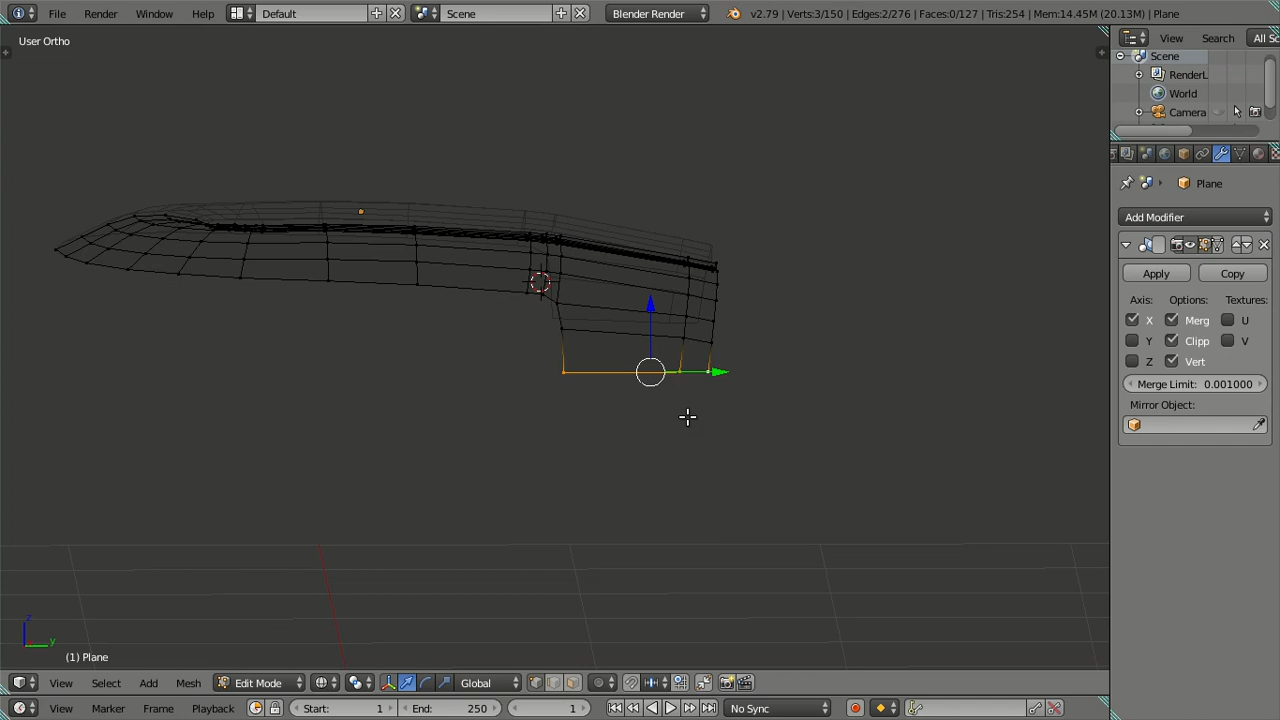 File Render Window Help Default Scene Blender Render v2.79 | Verts:3/150 | Edges:2/276 | Faces:0/127 | Tris:254 | Mem:14.45M (20.13M) | Plane
User Ortho
View Search All Sc
Scene
RenderL
World
Camera
Plane
Add Modifier
Apply Copy
Axis: Options: Textures:
X Merg U
Y Clipp V
Z Vert
Merge Limit: 0.001000
Mirror Object:
z
y
(1) Plane
View Select Add Mesh Edit Mode Global
View Marker Frame Playback Start: 1 End: 250 1 No Sync